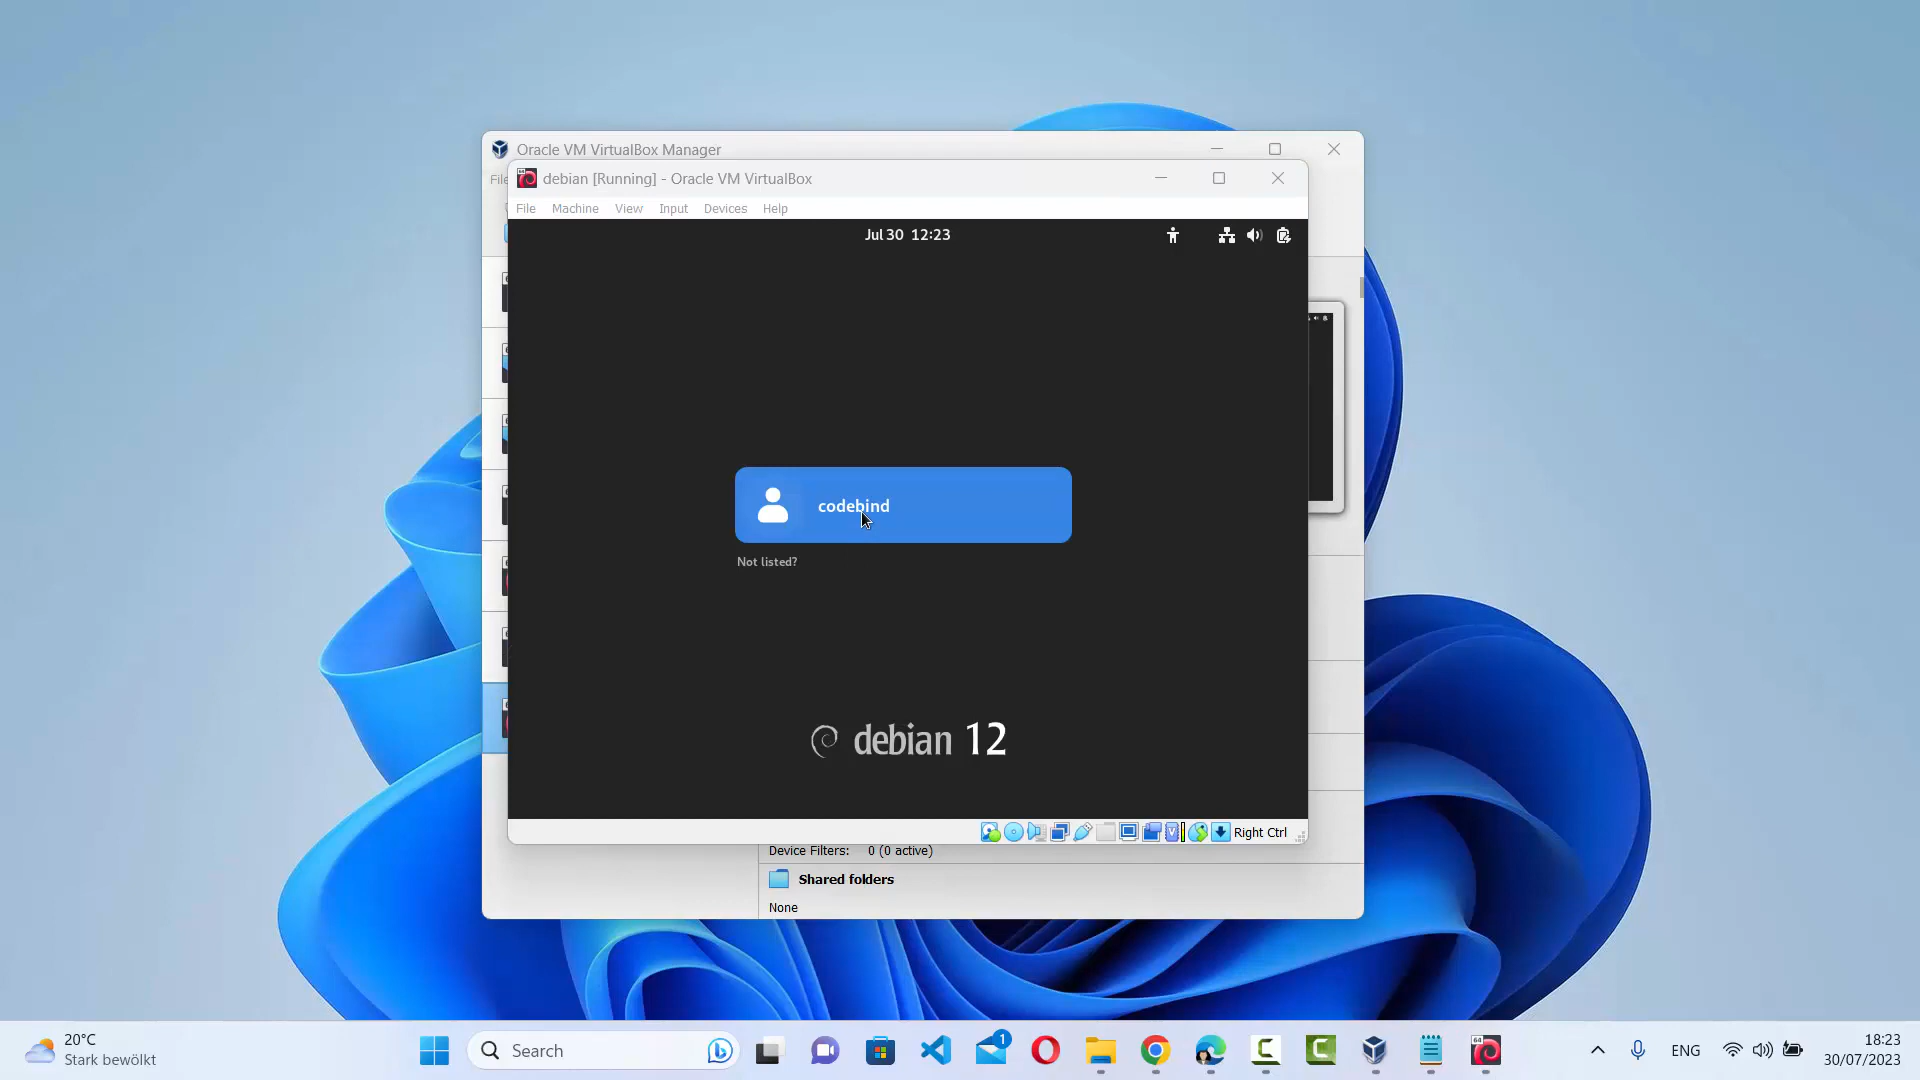 Oracle VM VirtualBox Manager
File
debian [Running] - Oracle VM VirtualBox
File Machine View Input Devices Help
Jul 30 12:23
codebind
Not listed?
debian 12
Right Ctrl
Device Filters: 0 (0 active)
Shared folders
None
20°C
Stark bewölkt
Search
1
64
ENG
18:23
30/07/2023